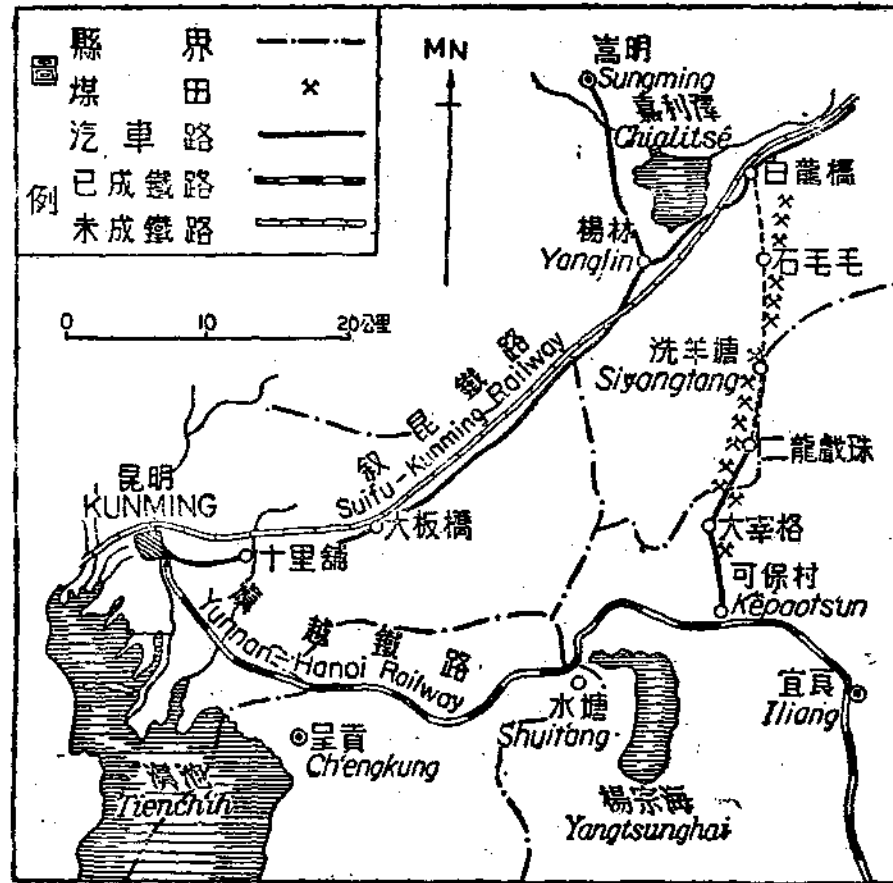 圖例
縣界
煤田
汽車路
已成鐵路
未成鐵路
MN
0 10 20公里
嵩明
Sungming
嘉利澤
Chialitsé
白龍橋
楊林
Yanglin
石毛毛
洗羊塘
Siyangtang
叙昆鐵路
Suifu-Kunming Railway
二龍戲珠
昆明
KUNMING
大板橋
大宰格
十里舖
可保村
Kêpaotsun
滇越鐵路
Yunnan-Hanoi Railway
水塘
Shuitang
宜良
Iliang
呈貢
Ch'engkung
滇池
Tienchih
楊宗海
Yangtsunghai